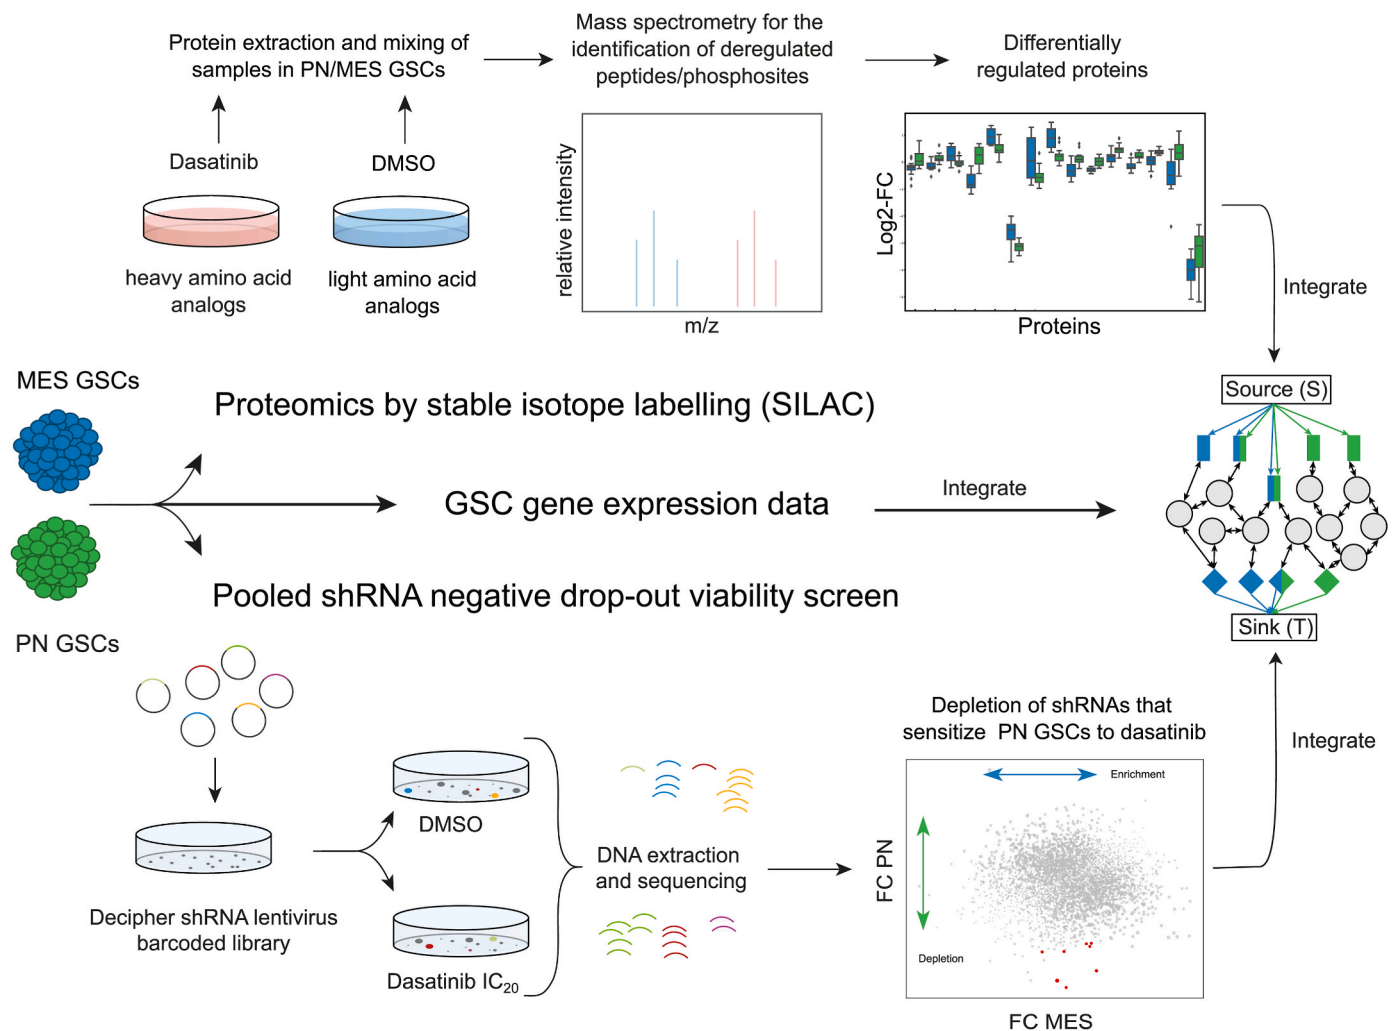 Protein extraction and mixing of
samples in PN/MES GSCs
Mass spectrometry for the
identification of deregulated
peptides/phosphosites
Differentially
regulated proteins
Dasatinib
DMSO
heavy amino acid
analogs
light amino acid
analogs
relative intensity
m/z
Log2-FC
Proteins
Integrate
MES GSCs
Proteomics by stable isotope labelling (SILAC)
GSC gene expression data
Integrate
Pooled shRNA negative drop-out viability screen
PN GSCs
Source (S)
Sink (T)
Decipher shRNA lentivirus
barcoded library
DMSO
Dasatinib IC20
DNA extraction
and sequencing
Depletion of shRNAs that
sensitize PN GSCs to dasatinib
Enrichment
FC PN
Depletion
FC MES
Integrate